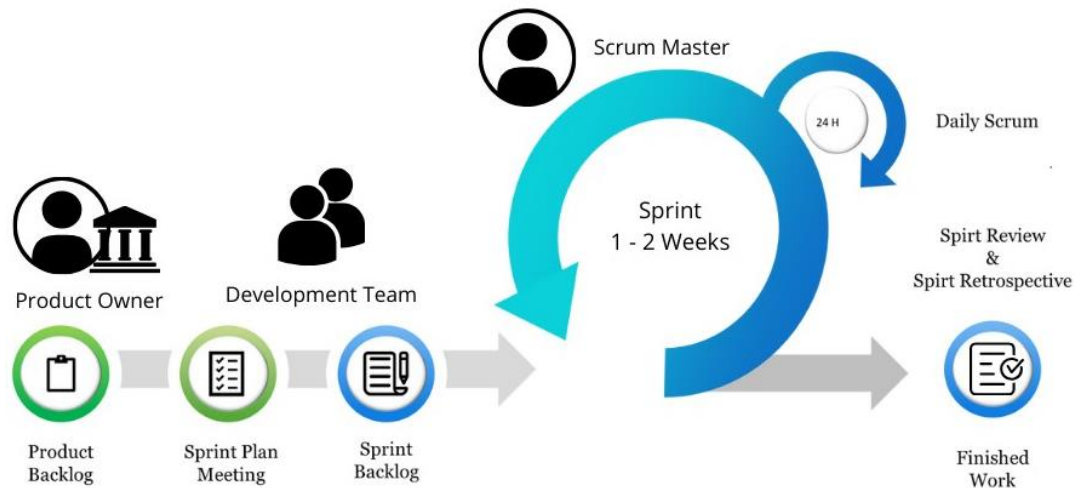 Scrum Master
24 H
Daily Scrum
Sprint
1 - 2 Weeks
Spirt Review
&
Spirt Retrospective
Product Owner
Development Team
Product
Backlog
Sprint Plan
Meeting
Sprint
Backlog
Finished
Work